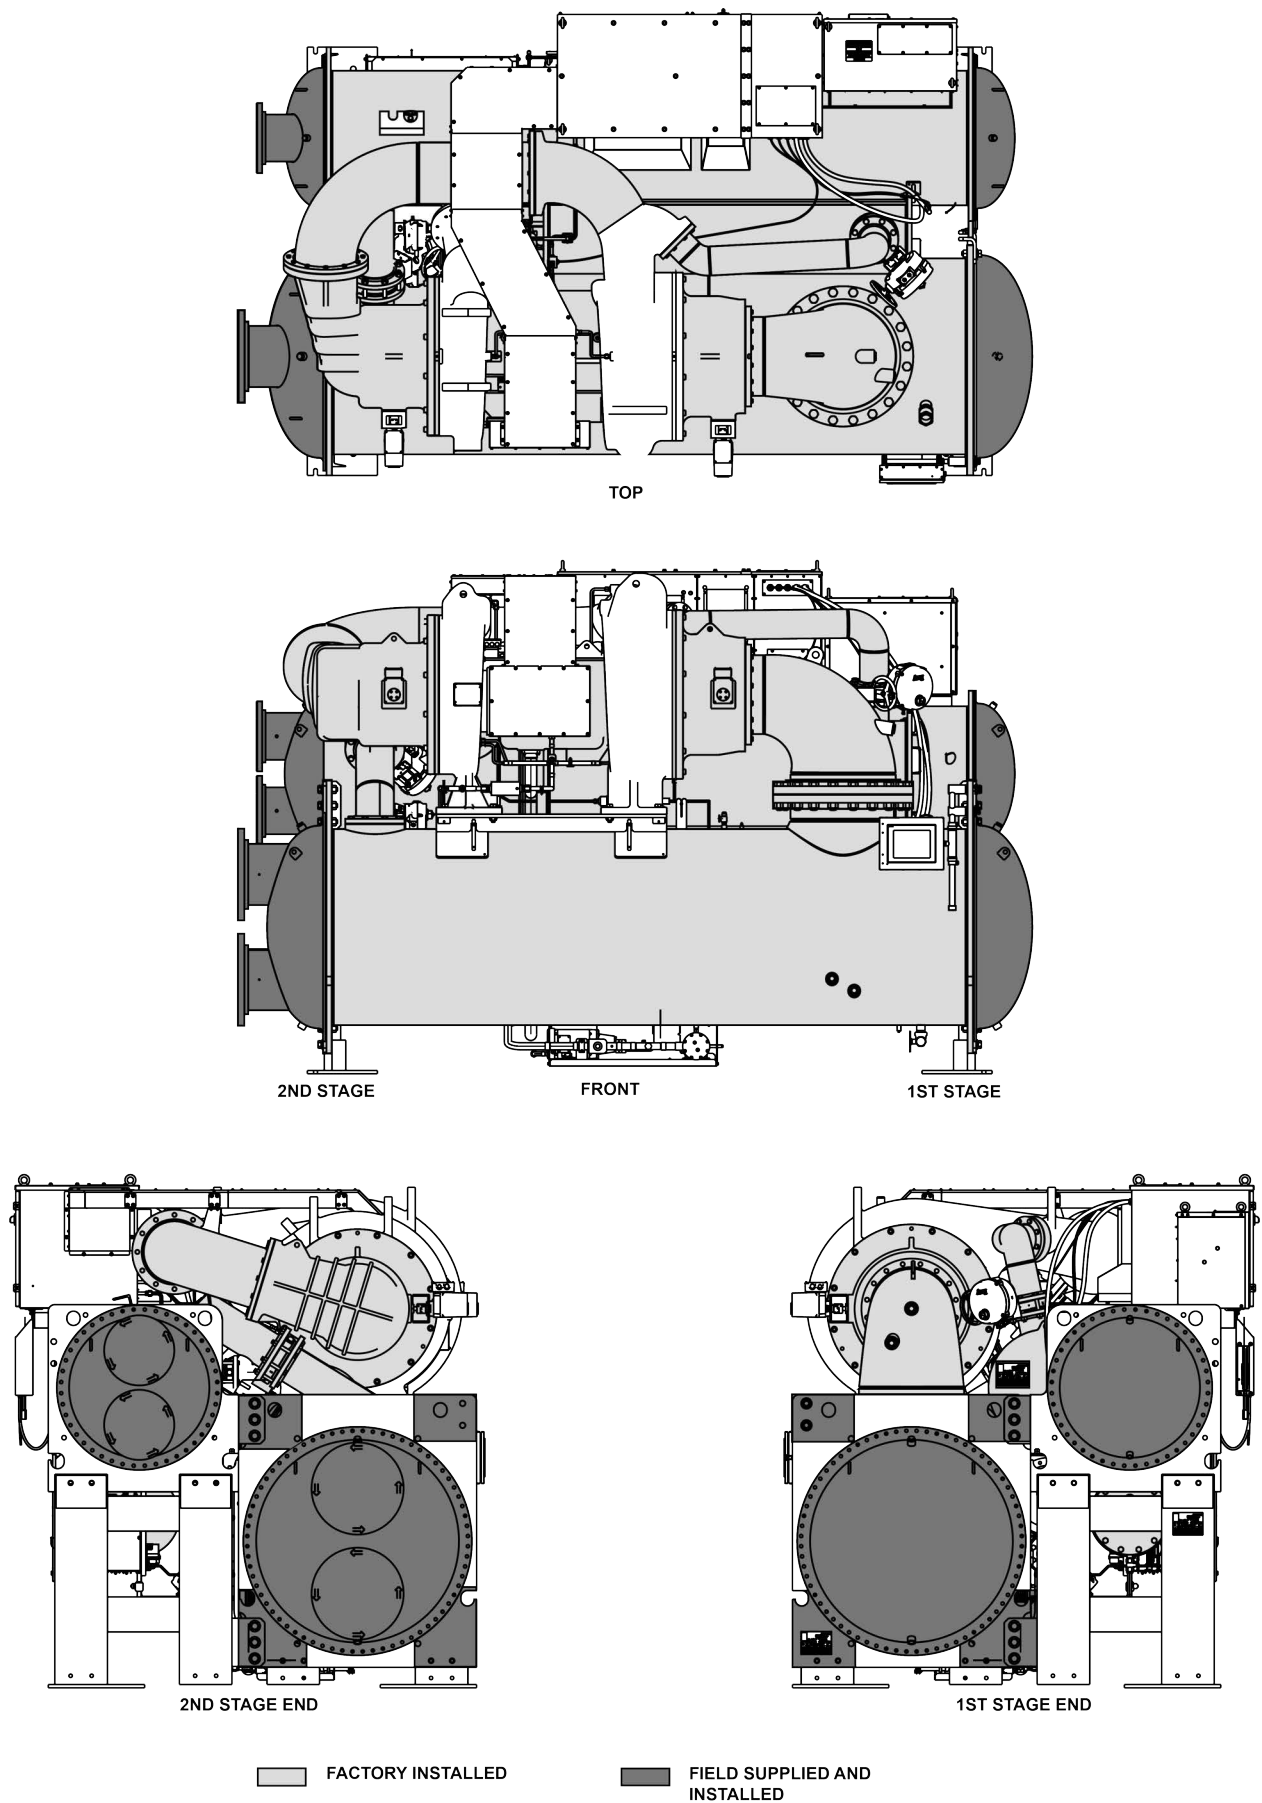 TOP
2ND STAGE
FRONT
1ST STAGE
2ND STAGE END
1ST STAGE END
FACTORY INSTALLED
FIELD SUPPLIED AND
INSTALLED